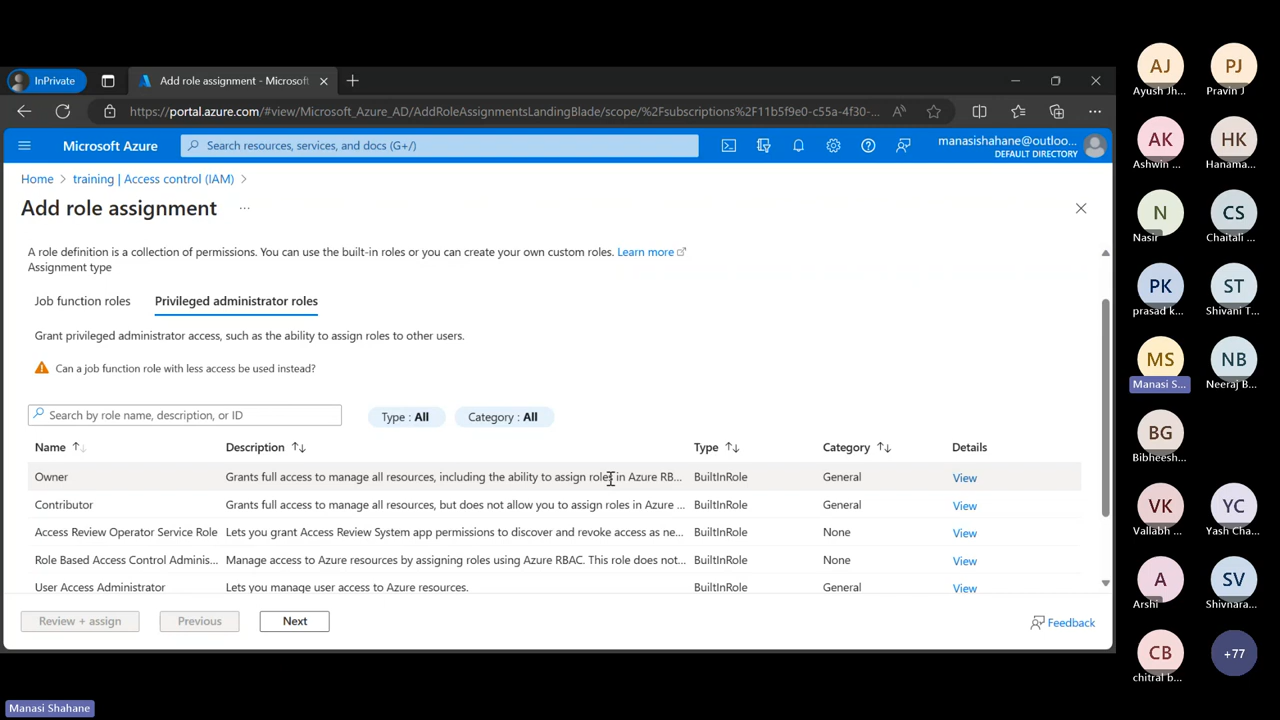 InPrivate
Add role assignment - Microsoft
https://portal.azure.com/#view/Microsoft_Azure_AD/AddRoleAssignmentsLandingBlade/scope/%2Fsubscriptions%2F11b5f9e0-c55a-4f30-...
Microsoft Azure
Search resources, services, and docs (G+/)
manasishahane@outloo...
DEFAULT DIRECTORY
Home > training | Access control (IAM) >
Add role assignment ...
A role definition is a collection of permissions. You can use the built-in roles or you can create your own custom roles. Learn more
Assignment type
Job function roles Privileged administrator roles
Grant privileged administrator access, such as the ability to assign roles to other users.
Can a job function role with less access be used instead?
Search by role name, description, or ID Type : All Category : All
Name Description Type Category Details
Owner Grants full access to manage all resources, including the ability to assign roles in Azure RB... BuiltInRole General View
Contributor Grants full access to manage all resources, but does not allow you to assign roles in Azure ... BuiltInRole General View
Access Review Operator Service Role Lets you grant Access Review System app permissions to discover and revoke access as ne... BuiltInRole None View
Role Based Access Control Adminis... Manage access to Azure resources by assigning roles using Azure RBAC. This role does not... BuiltInRole None View
User Access Administrator Lets you manage user access to Azure resources. BuiltInRole General View
Review + assign Previous Next Feedback
AJ PJ
Ayush Jh... Pravin J
AK HK
Ashwin ... Hanama...
N CS
Nasir Chaitali ...
PK ST
prasad k... Shivani T...
MS NB
Manasi S... Neeraj B...
BG
Bibheesh...
VK YC
Vallabh ... Yash Cha...
A SV
Arshi Shivnara...
CB +77
chitral b...
Manasi Shahane